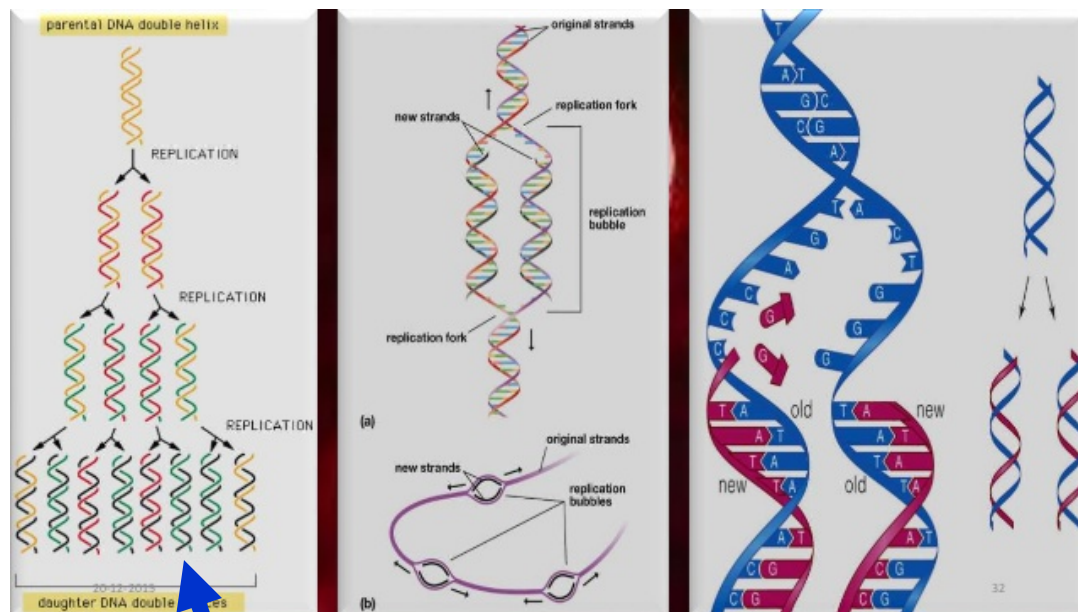 parental DNA double helix
REPLICATION
REPLICATION
REPLICATION
20-12-2015
daughter DNA double
original strands
replication fork
new strands
replication
bubble
replication fork
(a)
original strands
new strands
replication
bubbles
(b)
T
A T
G C
C G
A
T A
G C
A T
C G
C G
C G
G
G
T A old T A new
A T A T
T A T A
new T A old T A
A T A T
C G C G
C G C G
32